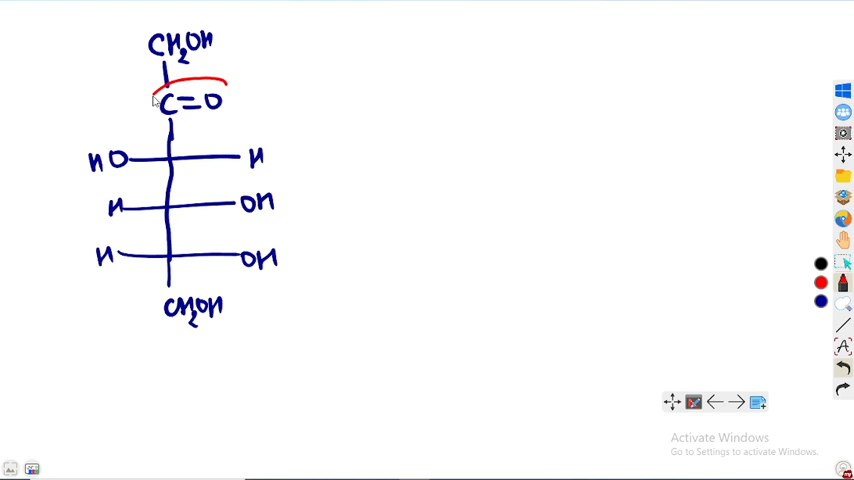 CH2OH
C=O
HO H
H OH
H OH
CH2OH
Activate Windows
Go to Settings to activate Windows.